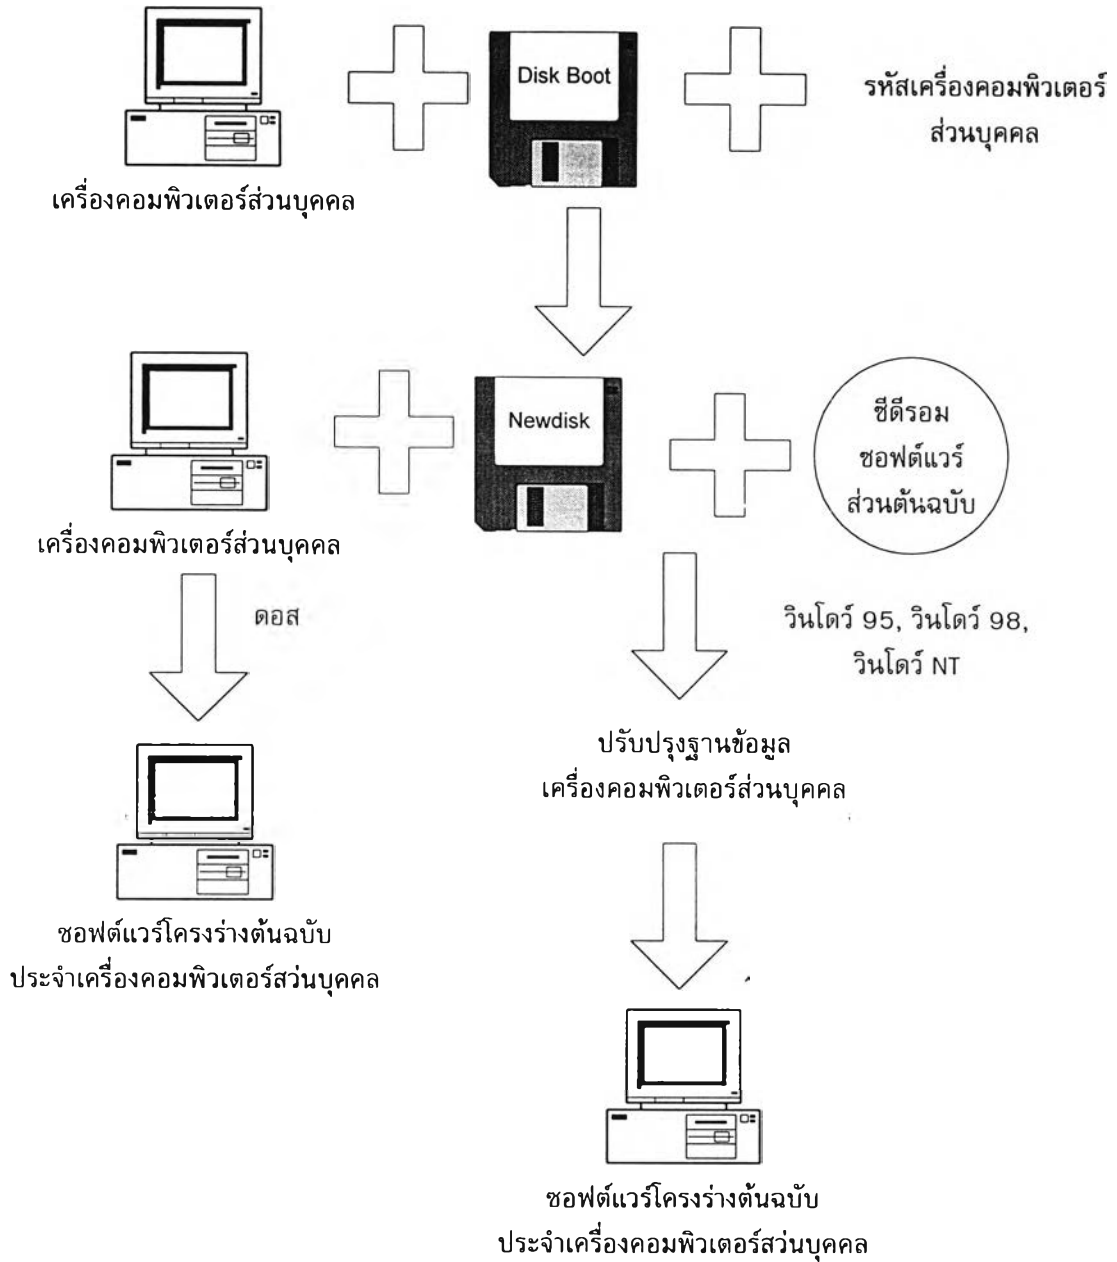 Disk Boot
รหัสเครื่องคอมพิวเตอร์
ส่วนบุคคล
เครื่องคอมพิวเตอร์ส่วนบุคคล
Newdisk
ซีดีรอม
ซอฟต์แวร์
ส่วนต้นฉบับ
เครื่องคอมพิวเตอร์ส่วนบุคคล
ดอส
วินโดว์ 95, วินโดว์ 98,
วินโดว์ NT
ปรับปรุงฐานข้อมูล
เครื่องคอมพิวเตอร์ส่วนบุคคล
ซอฟต์แวร์โครงร่างต้นฉบับ
ประจำเครื่องคอมพิวเตอร์สว่นบุคคล
ซอฟต์แวร์โครงร่างต้นฉบับ
ประจำเครื่องคอมพิวเตอร์สว่นบุคคล